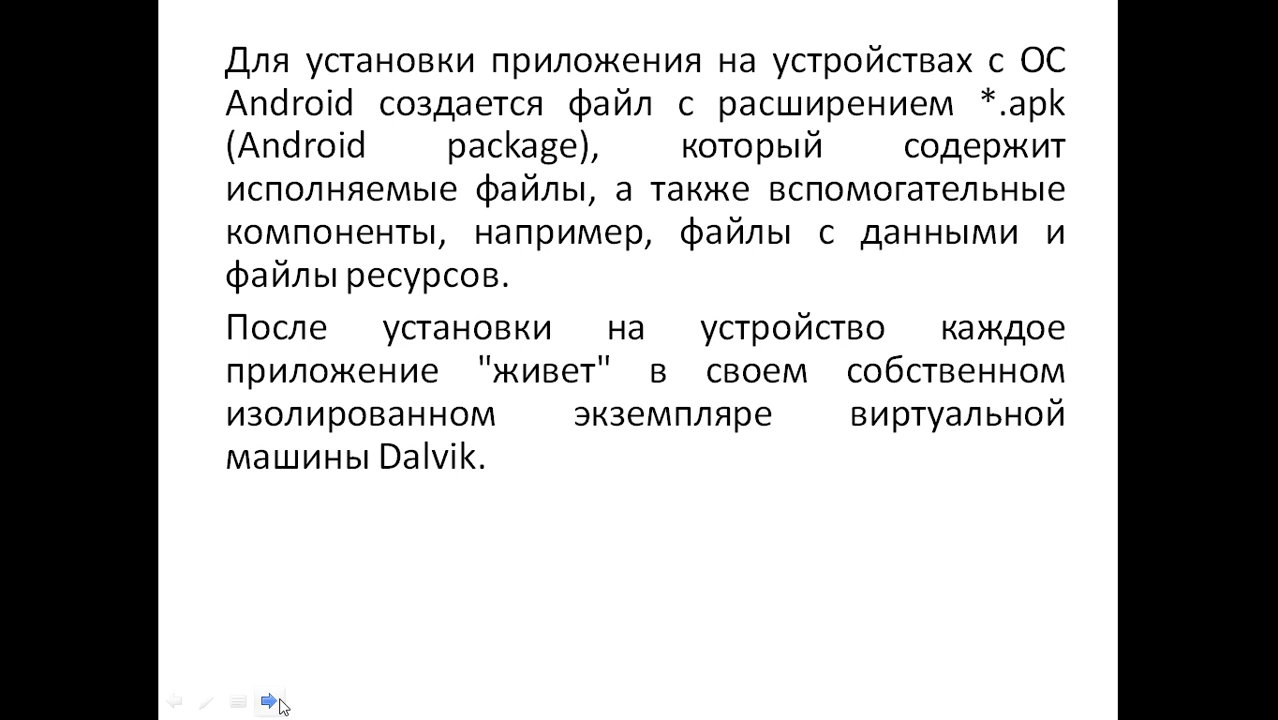 Для установки приложения на устройствах с ОС
Android создается файл с расширением *.apk
(Android package), который содержит
исполняемые файлы, а также вспомогательные
компоненты, например, файлы с данными и
файлы ресурсов.
После установки на устройство каждое
приложение "живет" в своем собственном
изолированном экземпляре виртуальной
машины Dalvik.